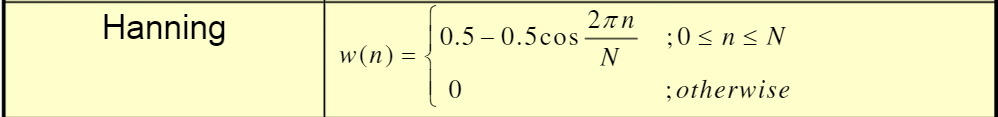 Hanning
w(n) = { 0.5 − 0.5cos 2πn/N ;0 ≤ n ≤ N
0 ;otherwise